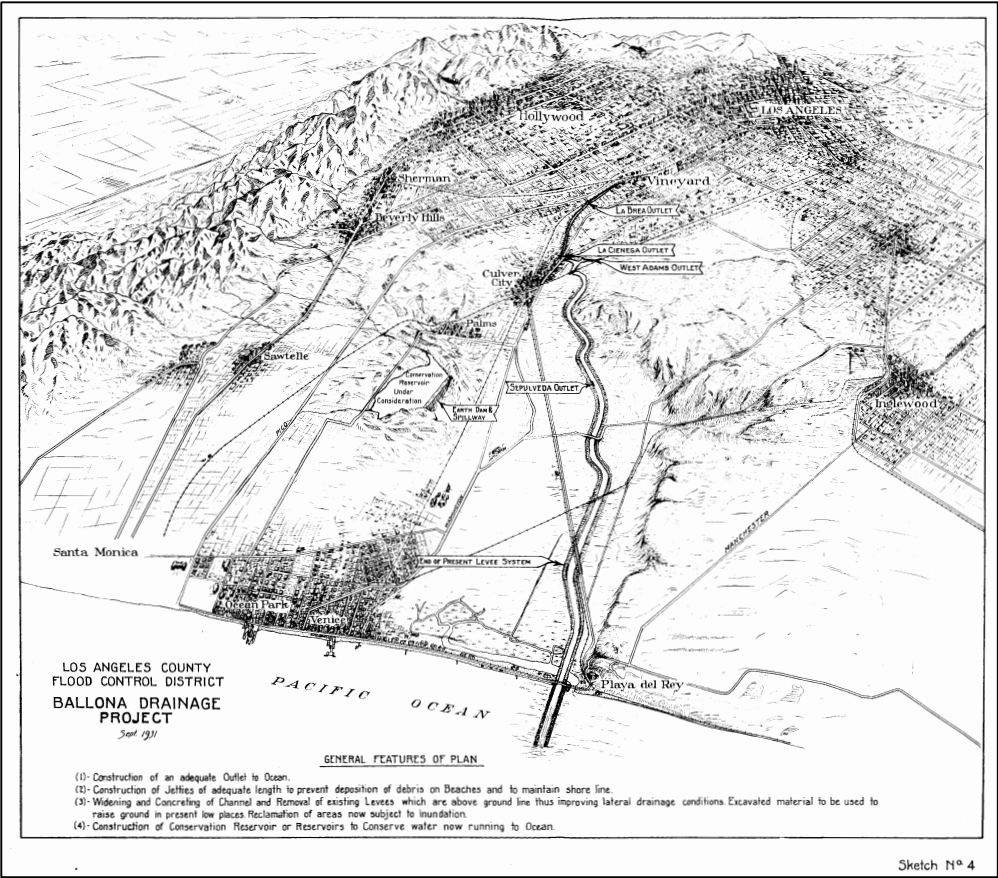 Hollywood
LOS ANGELES
Sherman
Vineyard
Beverly Hills
LA BREA OUTLET
LA CIENEGA OUTLET
WEST ADAMS OUTLET
Culver
City
Palms
Sawtelle
Conservation
Reservoir
Under
Consideration
SEPULVEDA OUTLET
EARTH DAM &
SPILLWAY
Inglewood
PICO
MANCHESTER
Santa Monica
END OF PRESENT LEVEE SYSTEM
Ocean Park
Venice
Playa del Rey
PACIFIC OCEAN
LOS ANGELES COUNTY
FLOOD CONTROL DISTRICT
BALLONA DRAINAGE
PROJECT
Sept. 1931
GENERAL FEATURES OF PLAN
(1)- Construction of an adequate Outlet to Ocean.
(2)- Construction of Jetties of adequate length to prevent deposition of debris on Beaches and to maintain shore line.
(3)- Widening and Concreting of Channel and Removal of existing Levees which are above ground line thus improving lateral drainage conditions. Excavated material to be used to
raise ground in present low places. Reclamation of areas now subject to inundation.
(4)- Construction of Conservation Reservoir or Reservoirs to Conserve water now running to Ocean.
Sketch Nº 4